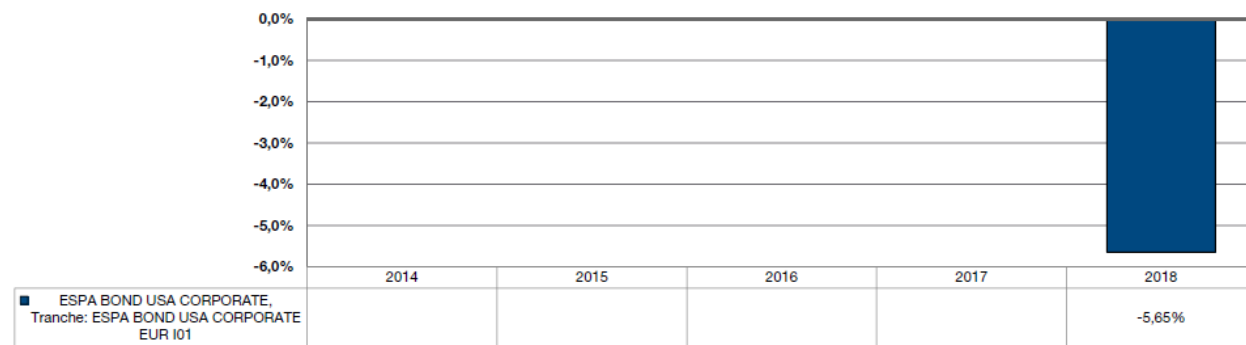 0,0%
-1,0%
-2,0%
-3,0%
-4,0%
-5,0%
-6,0%
2014 2015 2016 2017 2018
ESPA BOND USA CORPORATE,
Tranche: ESPA BOND USA CORPORATE
EUR I01
-5,65%